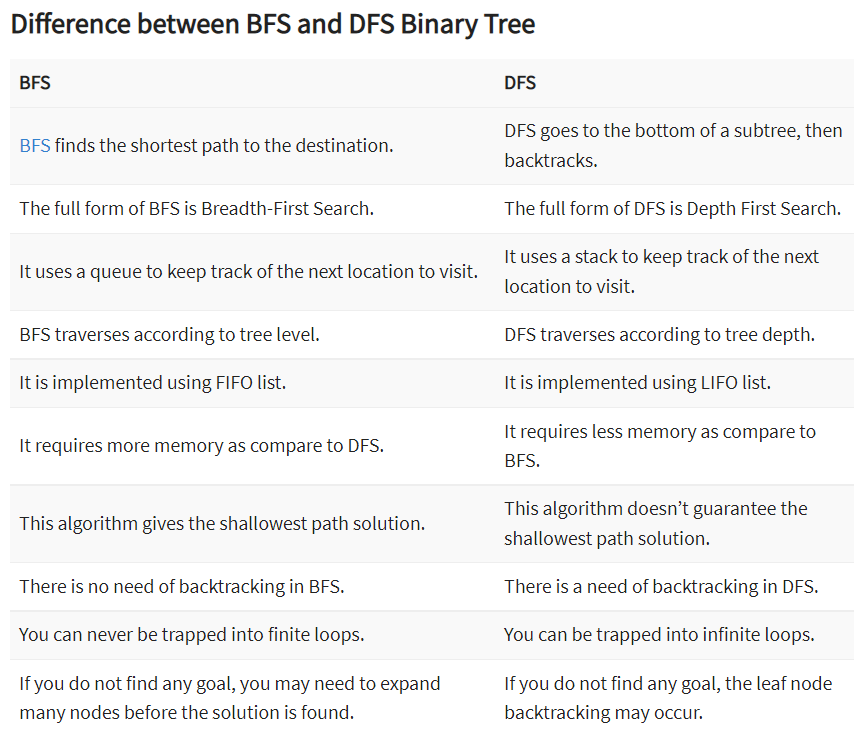 Difference between BFS and DFS Binary Tree
BFS
DFS
BFS finds the shortest path to the destination.
DFS goes to the bottom of a subtree, then
backtracks.
The full form of BFS is Breadth-First Search.
The full form of DFS is Depth First Search.
It uses a queue to keep track of the next location to visit.
It uses a stack to keep track of the next
location to visit.
BFS traverses according to tree level.
DFS traverses according to tree depth.
It is implemented using FIFO list.
It is implemented using LIFO list.
It requires more memory as compare to DFS.
It requires less memory as compare to
BFS.
This algorithm gives the shallowest path solution.
This algorithm doesn’t guarantee the
shallowest path solution.
There is no need of backtracking in BFS.
There is a need of backtracking in DFS.
You can never be trapped into finite loops.
You can be trapped into infinite loops.
If you do not find any goal, you may need to expand
many nodes before the solution is found.
If you do not find any goal, the leaf node
backtracking may occur.